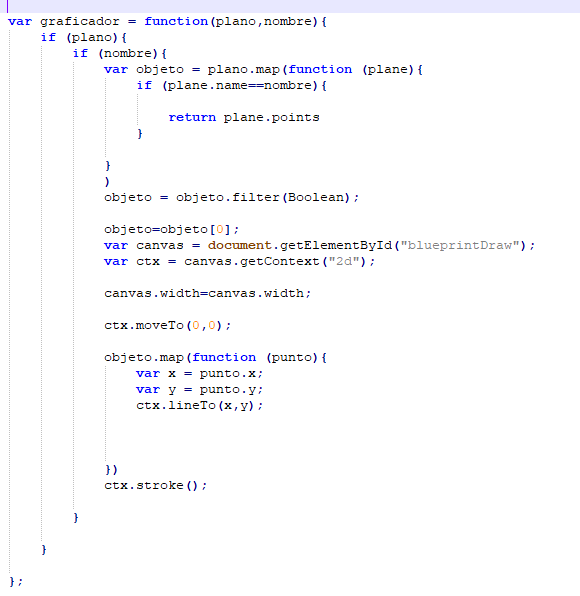 var graficador = function(plano,nombre){
    if (plano){
        if (nombre){
            var objeto = plano.map(function (plane){
                if (plane.name==nombre){

                    return plane.points
                }

            }
            )
            objeto = objeto.filter(Boolean);

            objeto=objeto[0];
            var canvas = document.getElementById("blueprintDraw");
            var ctx = canvas.getContext("2d");

            canvas.width=canvas.width;

            ctx.moveTo(0,0);

            objeto.map(function (punto){
                var x = punto.x;
                var y = punto.y;
                ctx.lineTo(x,y);



            })
            ctx.stroke();

        }

    }

};